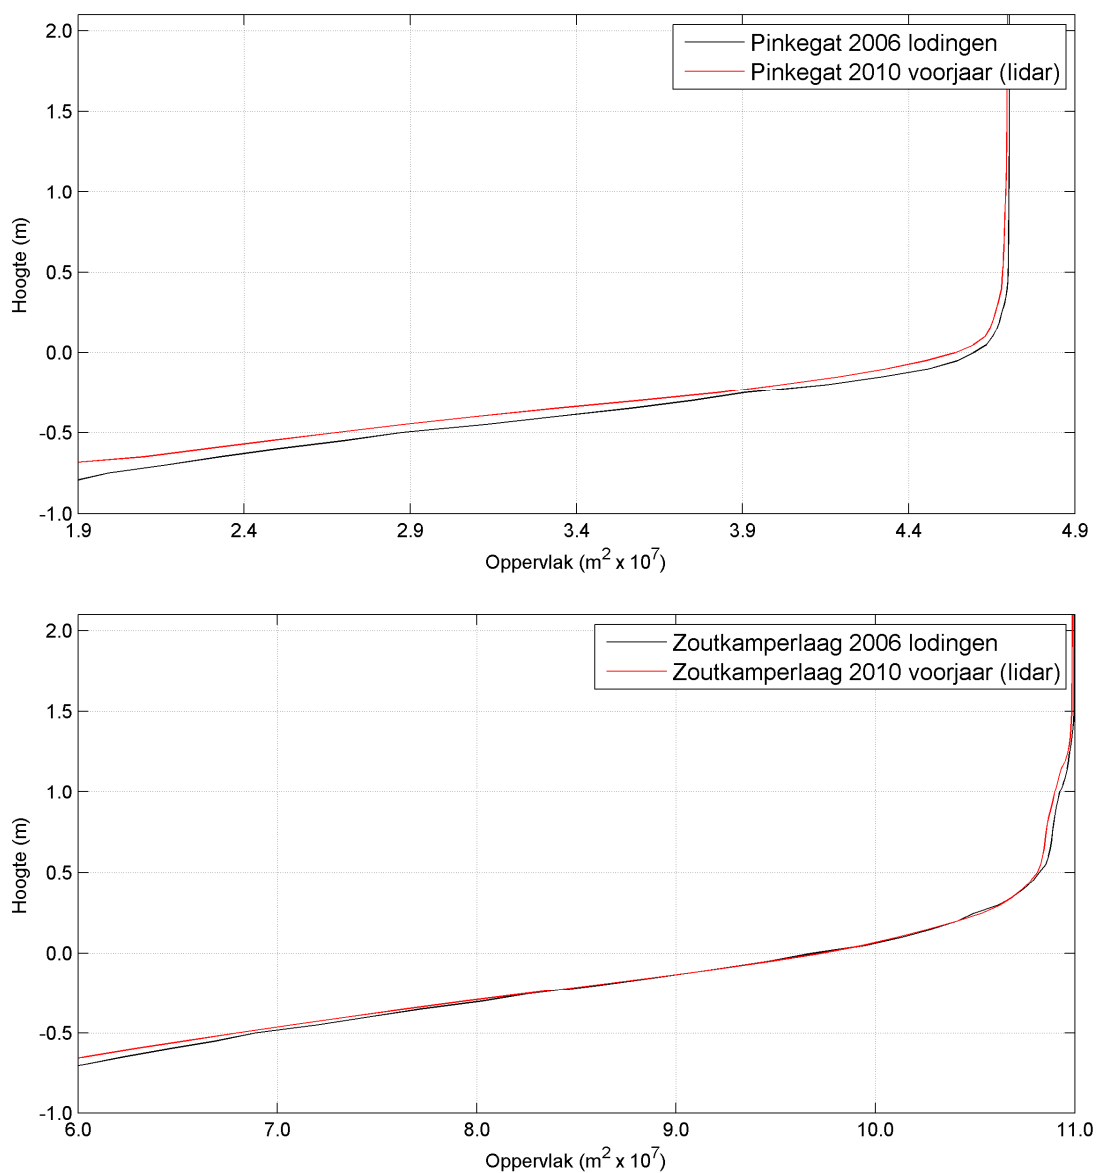 2.0
1.5
1.0
0.5
0.0
-0.5
-1.0
Hoogte (m)
Pinkegat 2006 lodingen
Pinkegat 2010 voorjaar (lidar)
1.9 2.4 2.9 3.4 3.9 4.4 4.9
Oppervlak (m² x 10⁷)
2.0
1.5
1.0
0.5
0.0
-0.5
-1.0
Hoogte (m)
Zoutkamperlaag 2006 lodingen
Zoutkamperlaag 2010 voorjaar (lidar)
6.0 7.0 8.0 9.0 10.0 11.0
Oppervlak (m² x 10⁷)